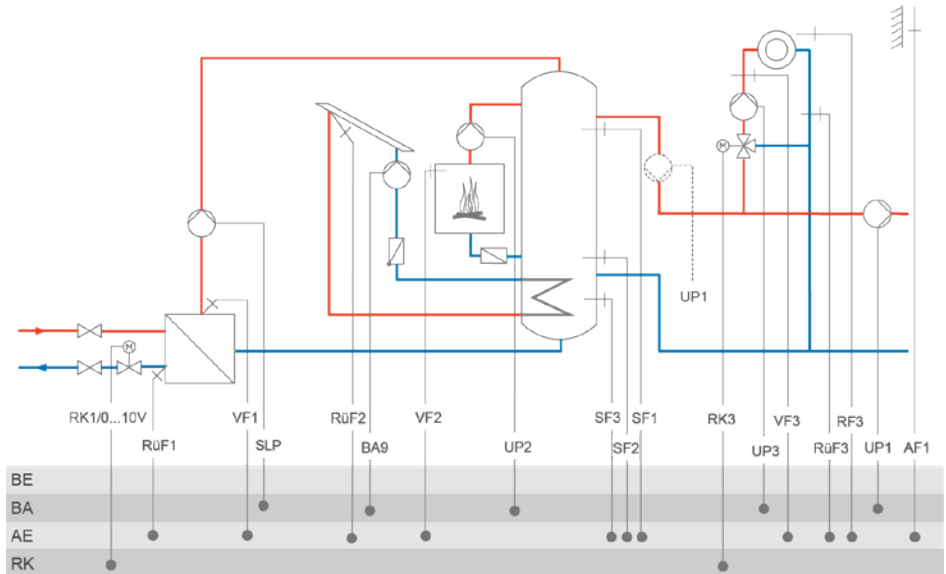 M
UP1
M
RK1/0...10V
VF1
RüF2
VF2
SF3
SF1
RK3
VF3
RF3
RüF1
SLP
BA9
UP2
SF2
UP3
RüF3
UP1
AF1
BE
BA
AE
RK